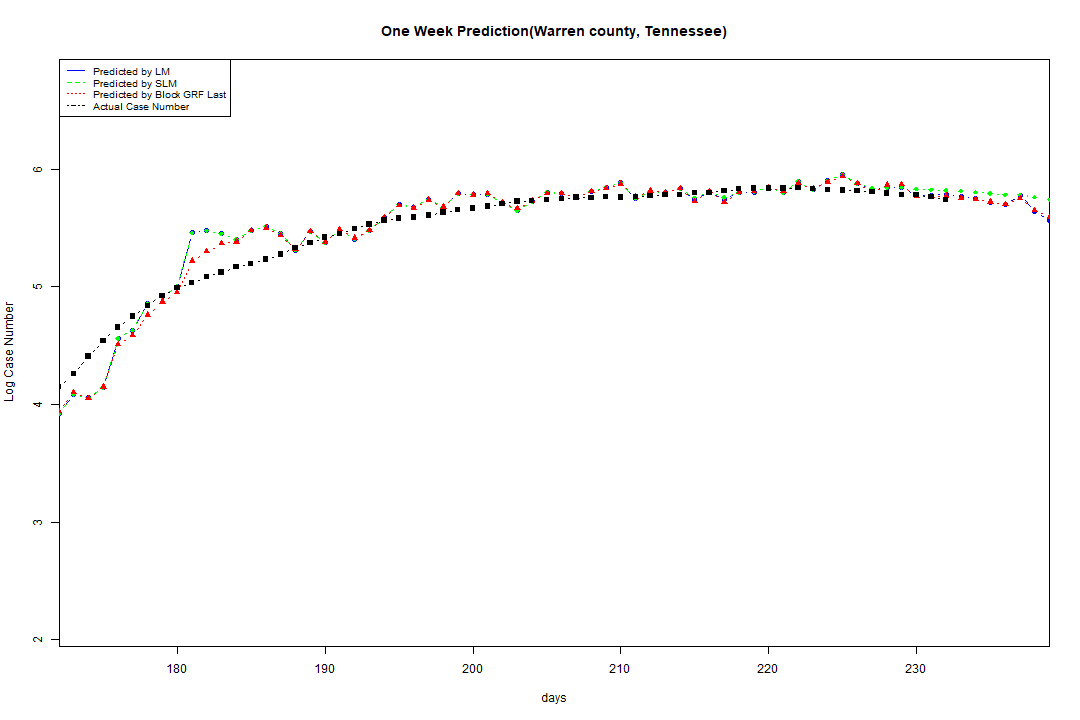 One Week Prediction(Warren county, Tennessee)
Predicted by LM
Predicted by SLM
Predicted by Block GRF Last
Actual Case Number
6
5
4
3
2
Log Case Number
180 190 200 210 220 230
days